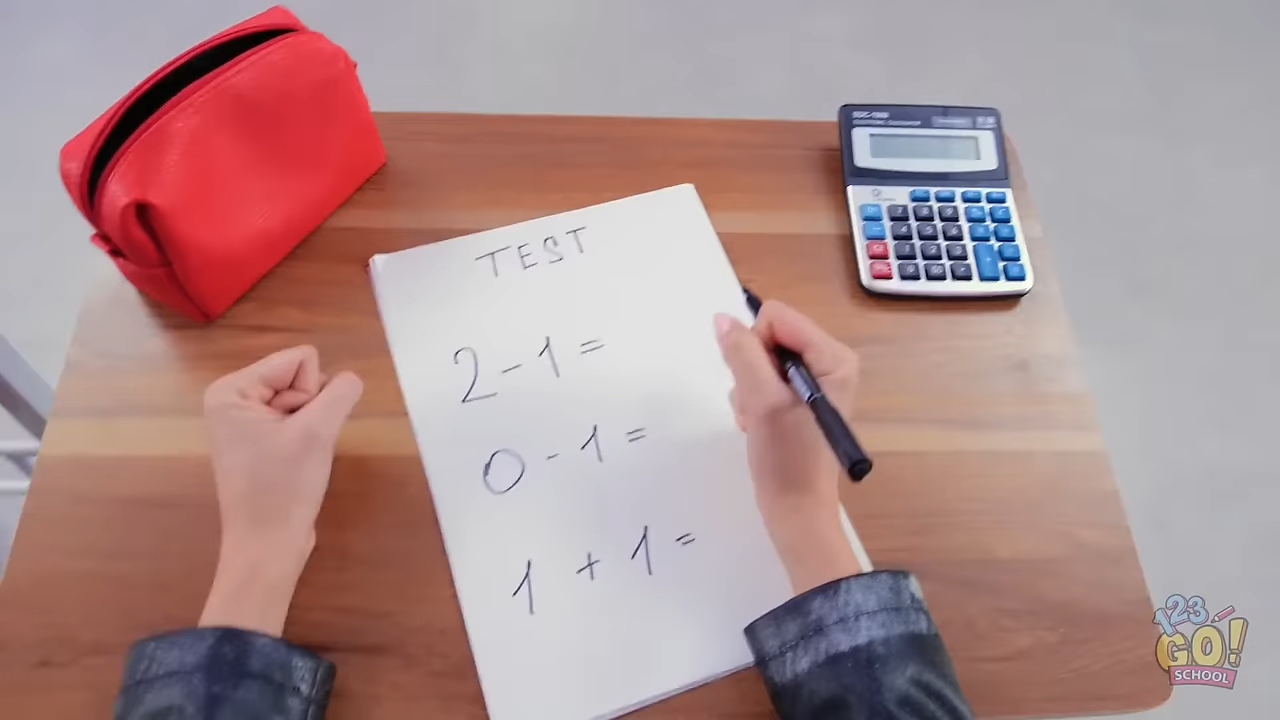 TEST
2 - 1 =
0 - 1 =
1 + 1 =
123
GO!
SCHOOL